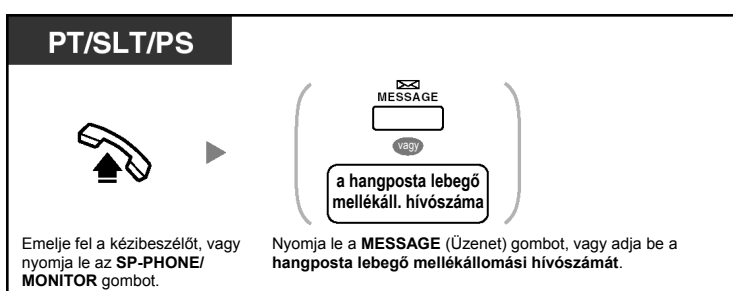 PT/SLT/PS
MESSAGE
vagy
a hangposta lebegő
mellékáll. hívószáma
Emelje fel a kézibeszélőt, vagy
nyomja le az SP-PHONE/
MONITOR gombot.
Nyomja le a MESSAGE (Üzenet) gombot, vagy adja be a
hangposta lebegő mellékállomási hívószámát.